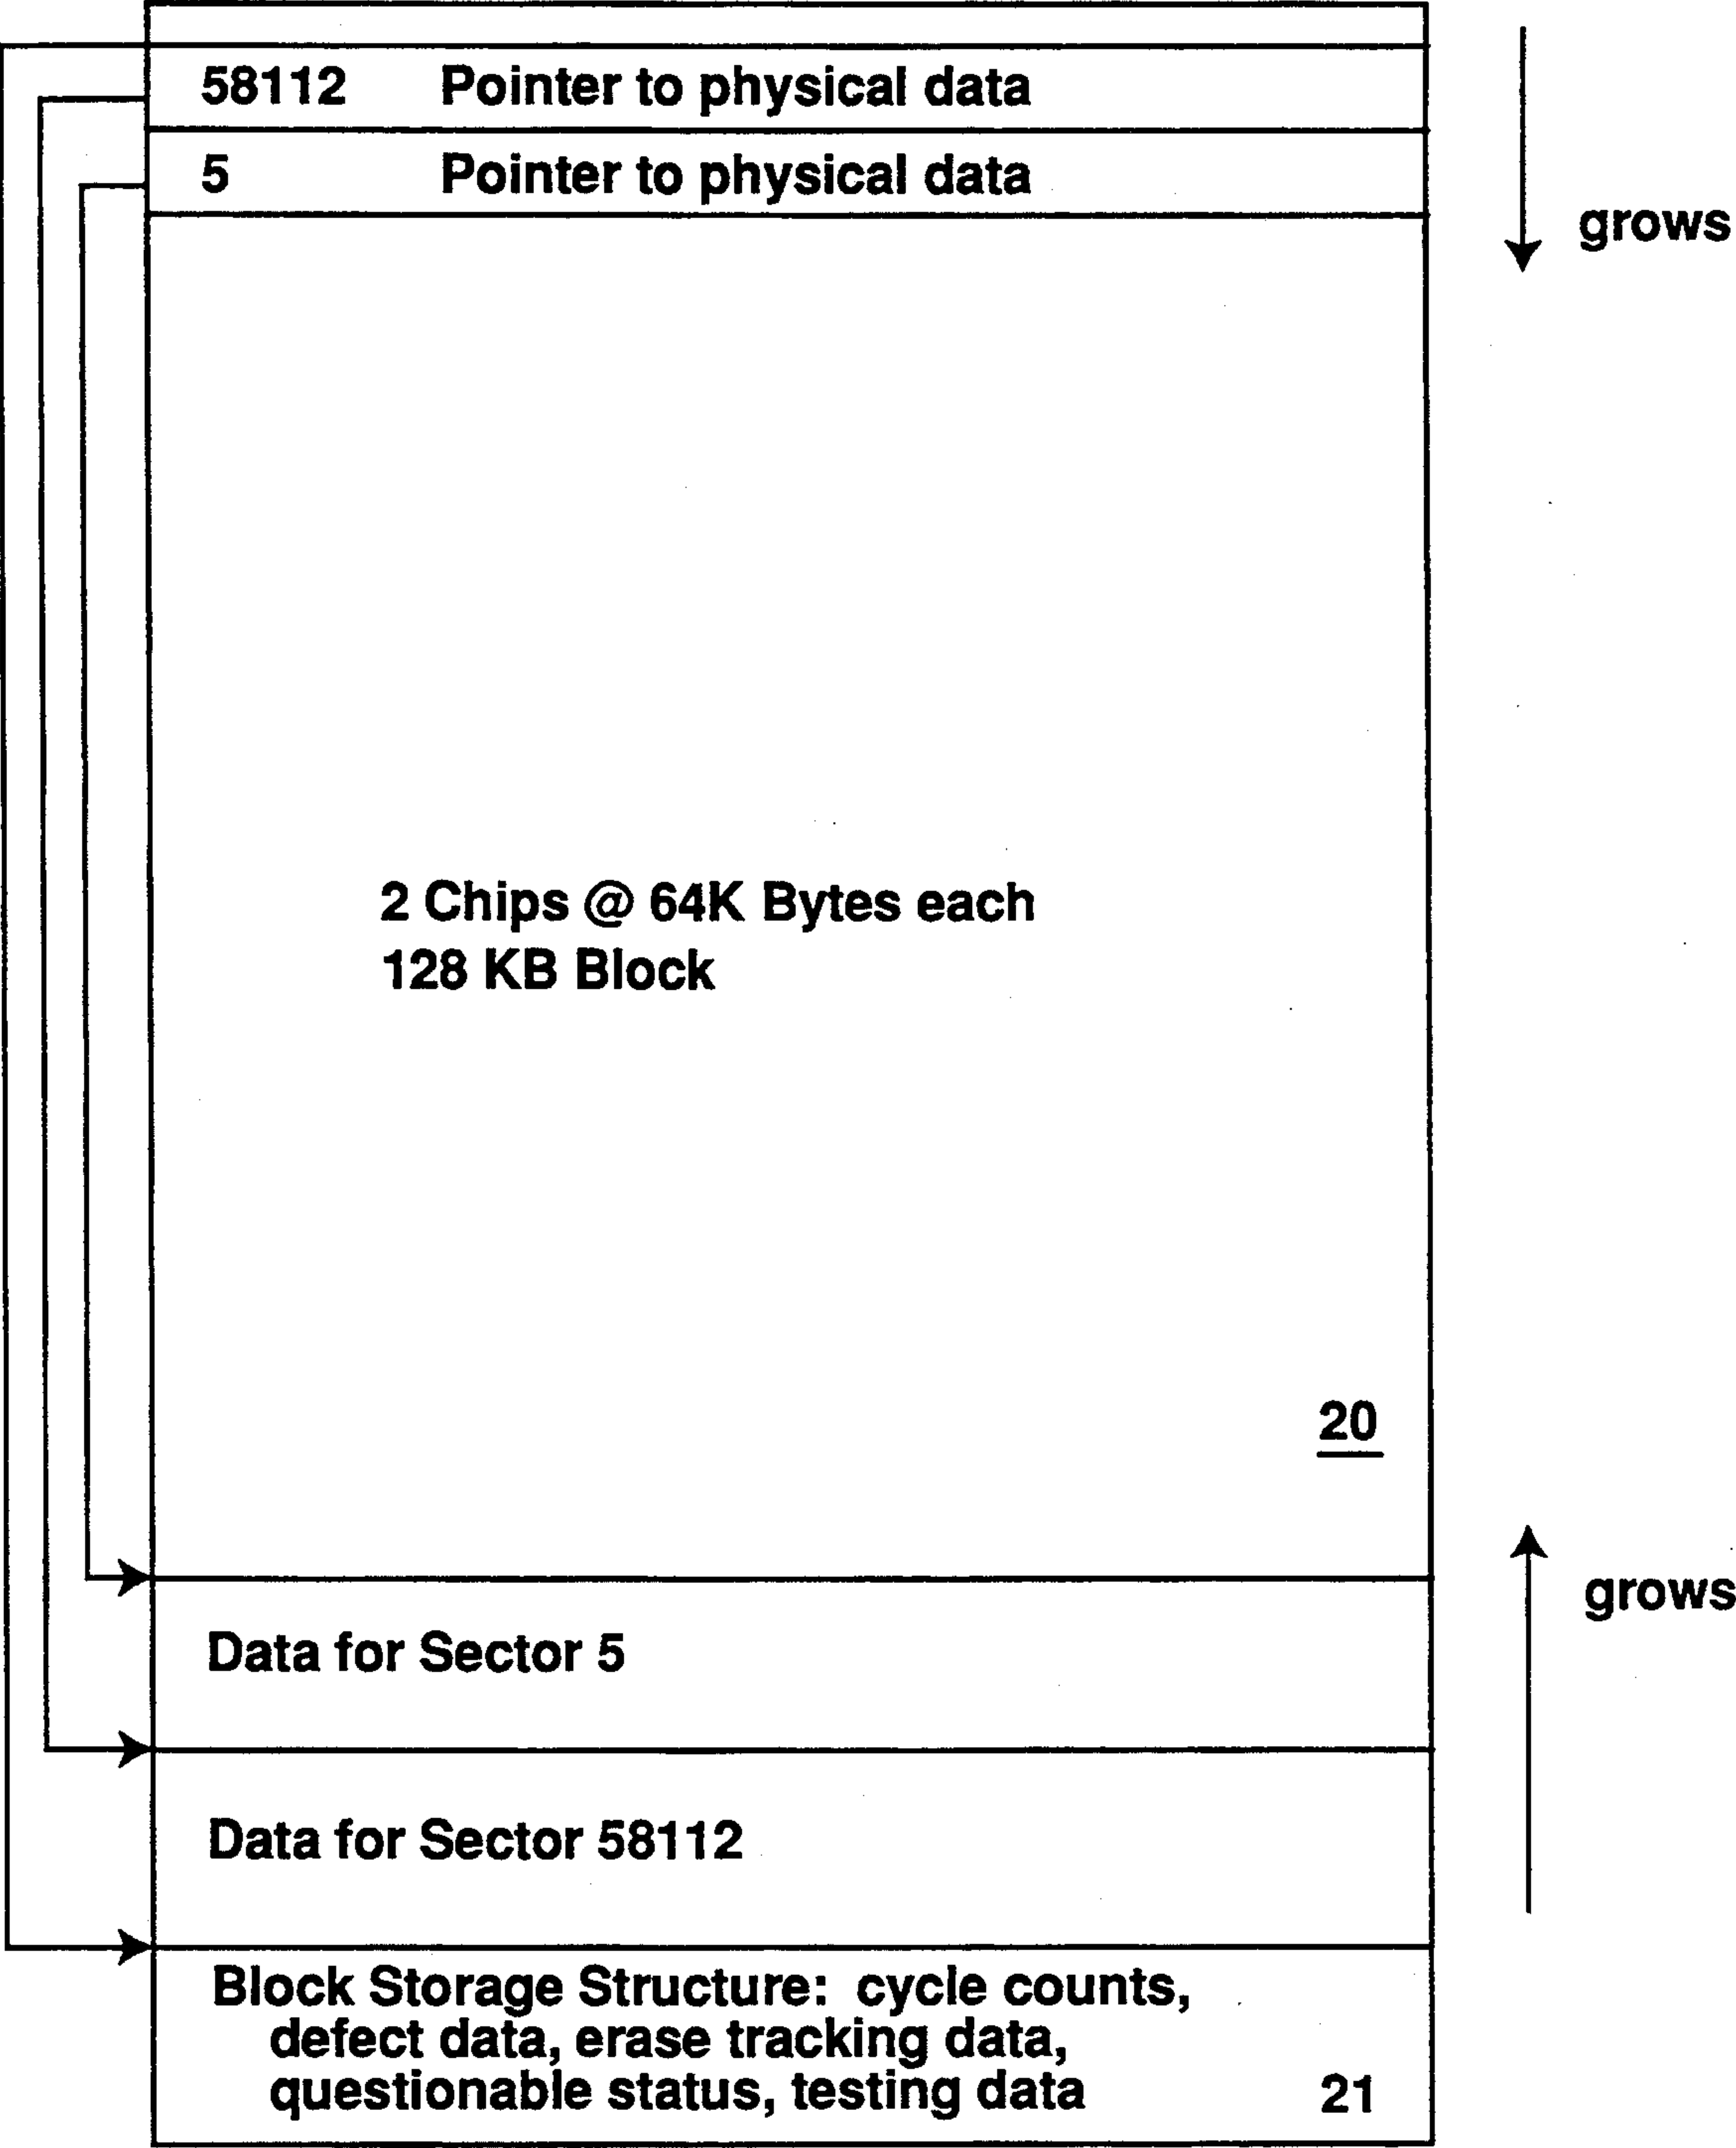 58112 Pointer to physical data
5 Pointer to physical data
grows
2 Chips @ 64K Bytes each
128 KB Block
20
grows
Data for Sector 5
Data for Sector 58112
Block Storage Structure: cycle counts,
defect data, erase tracking data,
questionable status, testing data 21